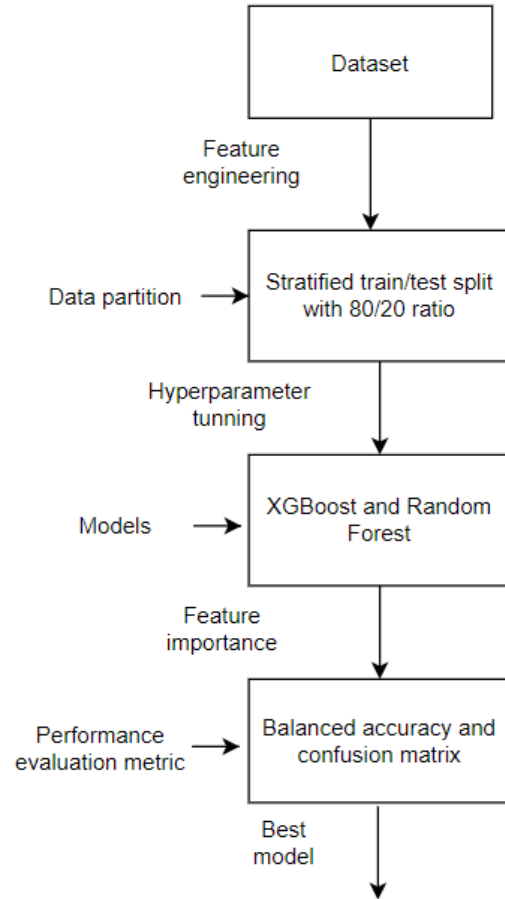 Dataset
Feature
engineering
Data partition
Stratified train/test split
with 80/20 ratio
Hyperparameter
tunning
Models
XGBoost and Random
Forest
Feature
importance
Performance
evaluation metric
Balanced accuracy and
confusion matrix
Best
model